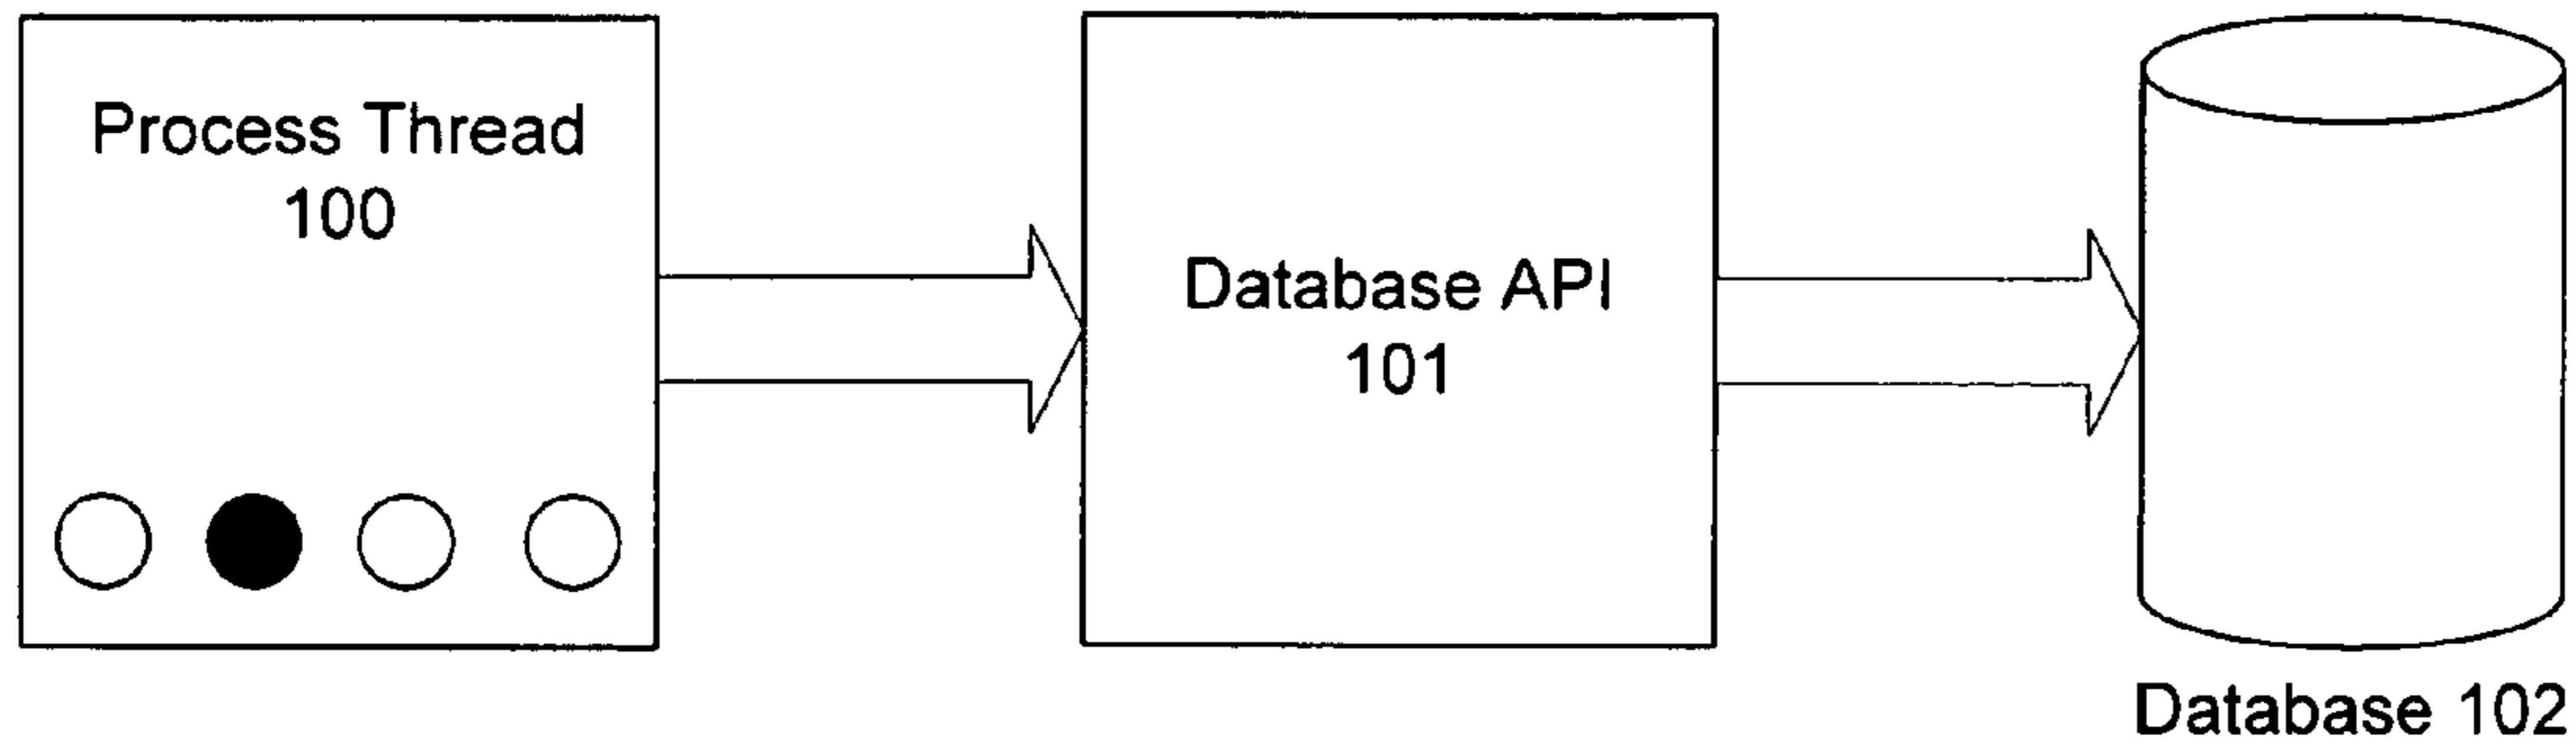 Process Thread
100
Database API
101
Database 102